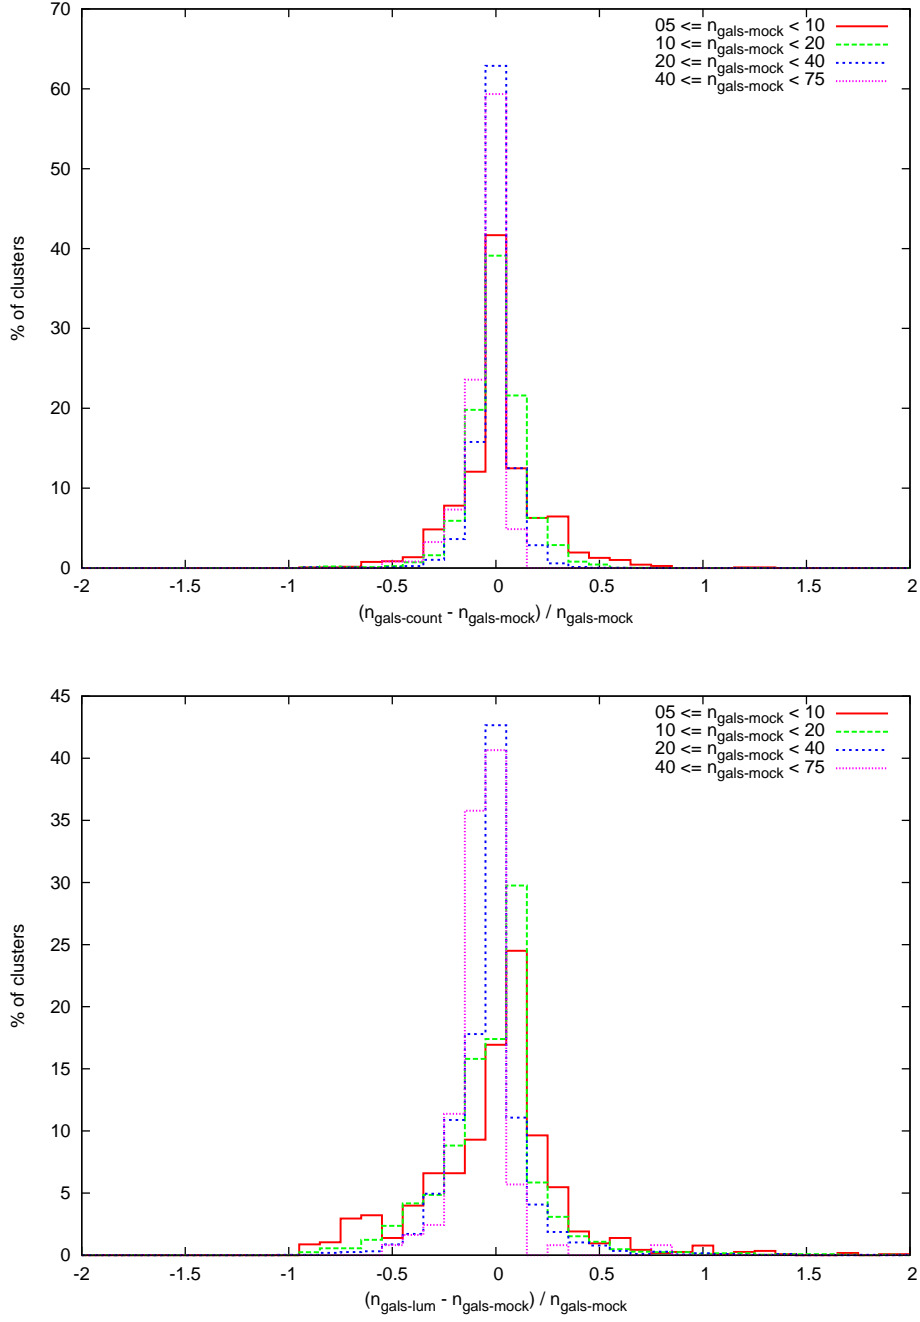 70
60
50
40
30
20
10
0
% of clusters
05 <= n_gals-mock < 10
10 <= n_gals-mock < 20
20 <= n_gals-mock < 40
40 <= n_gals-mock < 75
-2 -1.5 -1 -0.5 0 0.5 1 1.5 2
(n_gals-count - n_gals-mock) / n_gals-mock
45
40
35
30
25
20
15
10
5
0
% of clusters
05 <= n_gals-mock < 10
10 <= n_gals-mock < 20
20 <= n_gals-mock < 40
40 <= n_gals-mock < 75
-2 -1.5 -1 -0.5 0 0.5 1 1.5 2
(n_gals-lum - n_gals-mock) / n_gals-mock